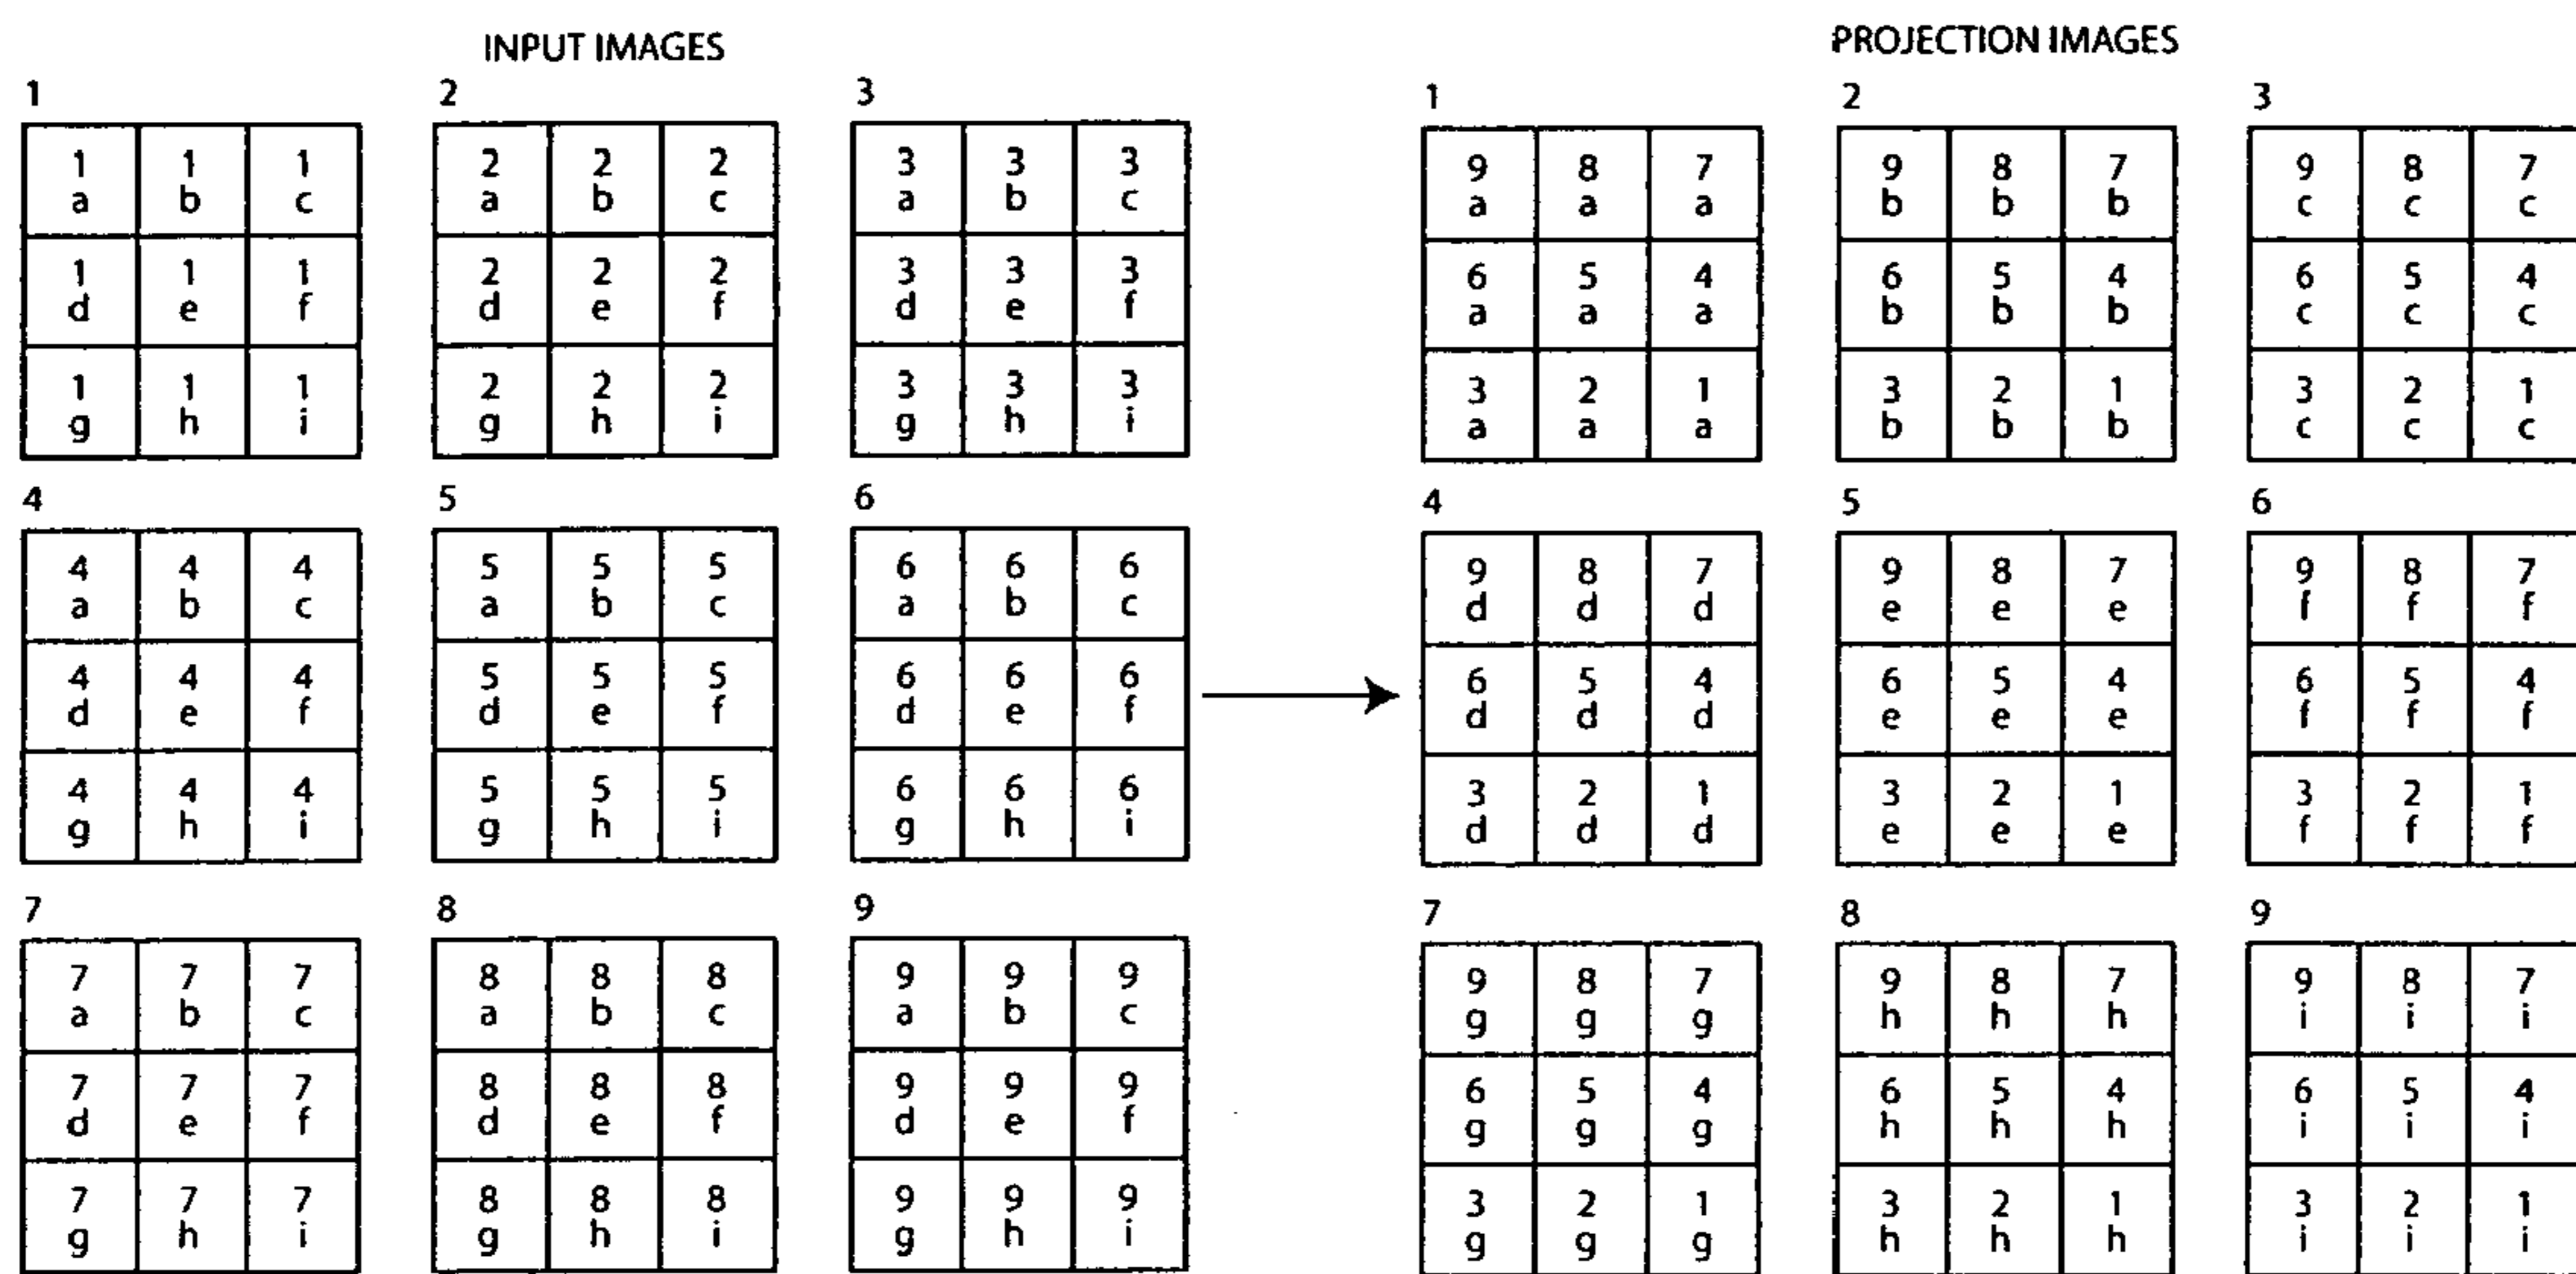 INPUT IMAGES
1 2 3
1 1 1 2 2 2 3 3 3
a b c a b c a b c
1 1 1 2 2 2 3 3 3
d e f d e f d e f
1 1 1 2 2 2 3 3 3
g h i g h i g h i
4 5 6
4 4 4 5 5 5 6 6 6
a b c a b c a b c
4 4 4 5 5 5 6 6 6
d e f d e f d e f
4 4 4 5 5 5 6 6 6
g h i g h i g h i
7 8 9
7 7 7 8 8 8 9 9 9
a b c a b c a b c
7 7 7 8 8 8 9 9 9
d e f d e f d e f
7 7 7 8 8 8 9 9 9
g h i g h i g h i
PROJECTION IMAGES
1 2 3
9 8 7 9 8 7 9 8 7
a a a b b b c c c
6 5 4 6 5 4 6 5 4
a a a b b b c c c
3 2 1 3 2 1 3 2 1
a a a b b b c c c
4 5 6
9 8 7 9 8 7 9 8 7
d d d e e e f f f
6 5 4 6 5 4 6 5 4
d d d e e e f f f
3 2 1 3 2 1 3 2 1
d d d e e e f f f
7 8 9
9 8 7 9 8 7 9 8 7
g g g h h h i i i
6 5 4 6 5 4 6 5 4
g g g h h h i i i
3 2 1 3 2 1 3 2 1
g g g h h h i i i